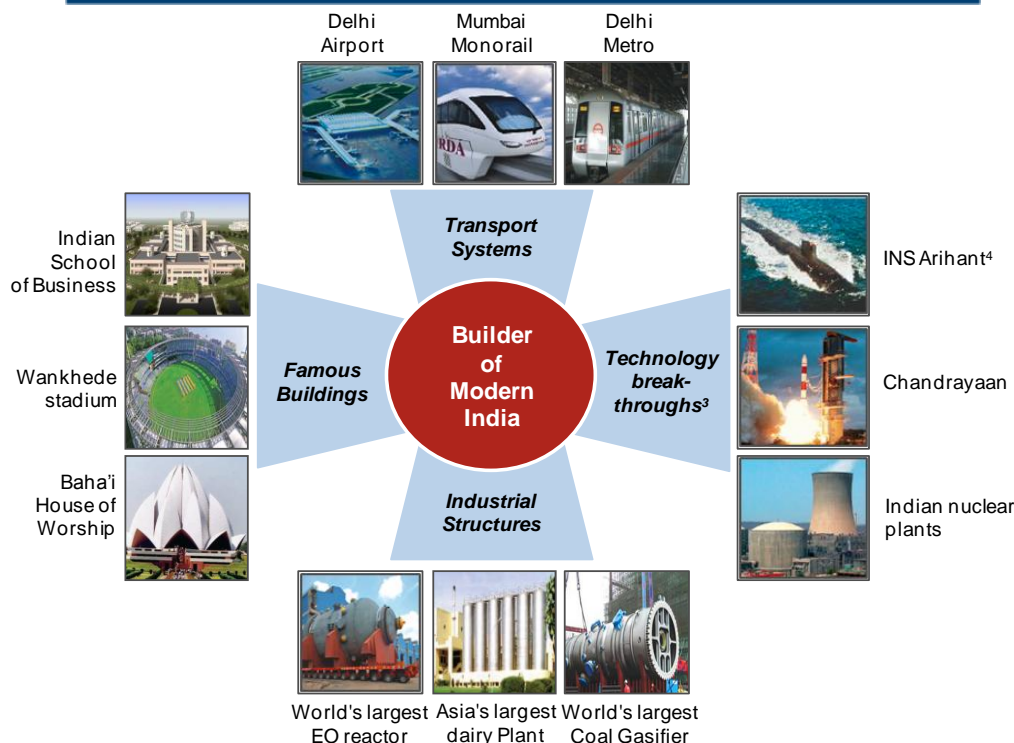 Delhi
Airport
Mumbai
Monorail
Delhi
Metro
RDA
Transport
Systems
Indian
School
of Business
INS Arihant⁴
Builder
of
Modern
India
Famous
Buildings
Technology
break-
throughs³
Wankhede
stadium
Chandrayaan
Baha'i
House of
Worship
Industrial
Structures
Indian nuclear
plants
World's largest
EO reactor
Asia's largest
dairy Plant
World's largest
Coal Gasifier